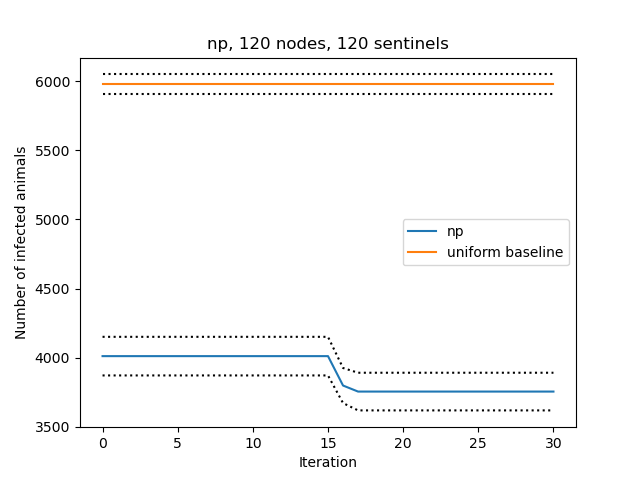 np, 120 nodes, 120 sentinels
6000
5500
5000
4500
4000
3500
Number of infected animals
np
uniform baseline
0 5 10 15 20 25 30
Iteration